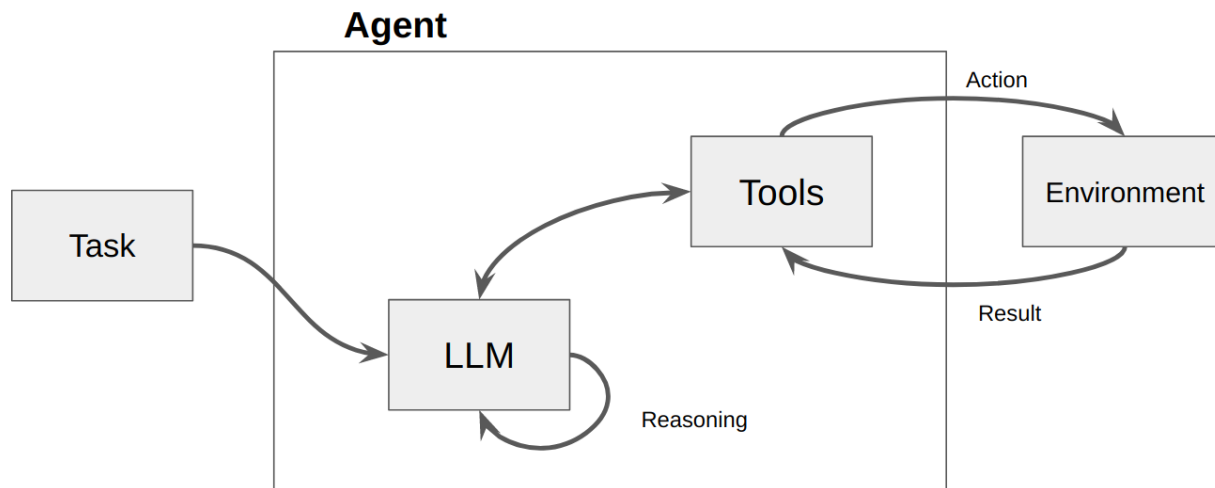 Agent
Action
Tools
Environment
Task
Result
LLM
Reasoning